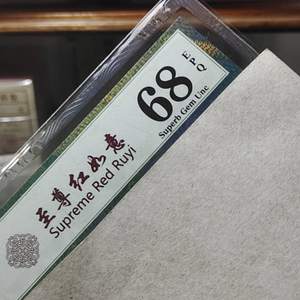 至尊红如意
Supreme Red Ruyi
68
EPQ
Superb Gem Unc